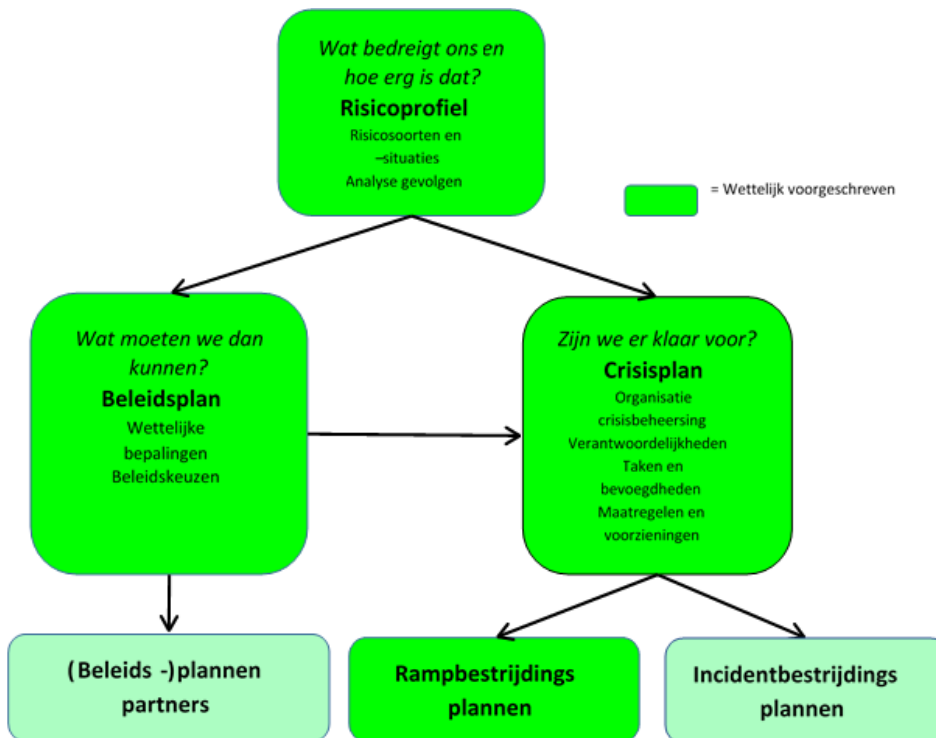 Wat bedreigt ons en
hoe erg is dat?
Risicoprofiel
Risicosoorten en
–situaties
Analyse gevolgen
= Wettelijk voorgeschreven
Wat moeten we dan
kunnen?
Beleidsplan
Wettelijke
bepalingen
Beleidskeuzen
Zijn we er klaar voor?
Crisisplan
Organisatie
crisisbeheersing
Verantwoordelijkheden
Taken en
bevoegdheden
Maatregelen en
voorzieningen
(Beleids -)plannen
partners
Rampbestrijdings
plannen
Incidentbestrijdings
plannen